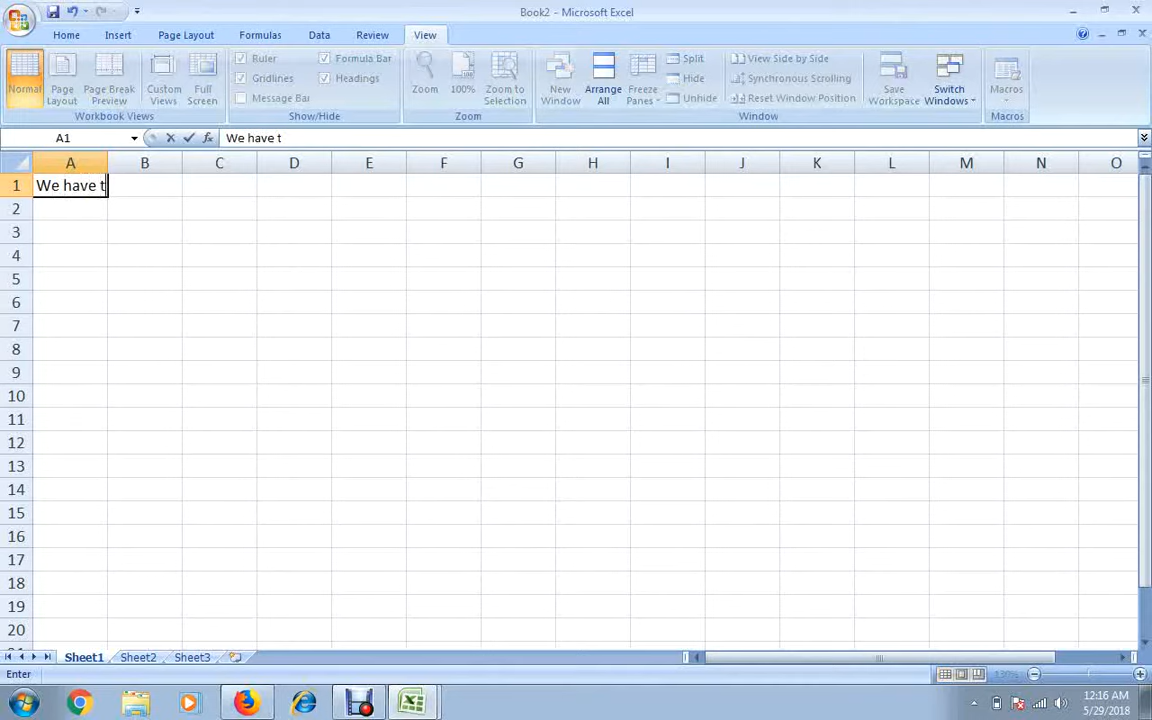 Book2 - Microsoft Excel
Home Insert Page Layout Formulas Data Review View
Normal
Page Layout
Page Break Preview
Custom Views
Full Screen
Workbook Views
Ruler
Formula Bar
Gridlines
Headings
Message Bar
Show/Hide
Zoom
100%
Zoom to Selection
Zoom
New Window
Arrange All
Freeze Panes
Split
Hide
Unhide
View Side by Side
Synchronous Scrolling
Reset Window Position
Save Workspace
Switch Windows
Window
Macros
Macros
A1 fx We have t
A B C D E F G H I J K L M N O
1 We have t
2
3
4
5
6
7
8
9
10
11
12
13
14
15
16
17
18
19
20
Sheet1 Sheet2 Sheet3
Enter 130%
12:16 AM
5/29/2018